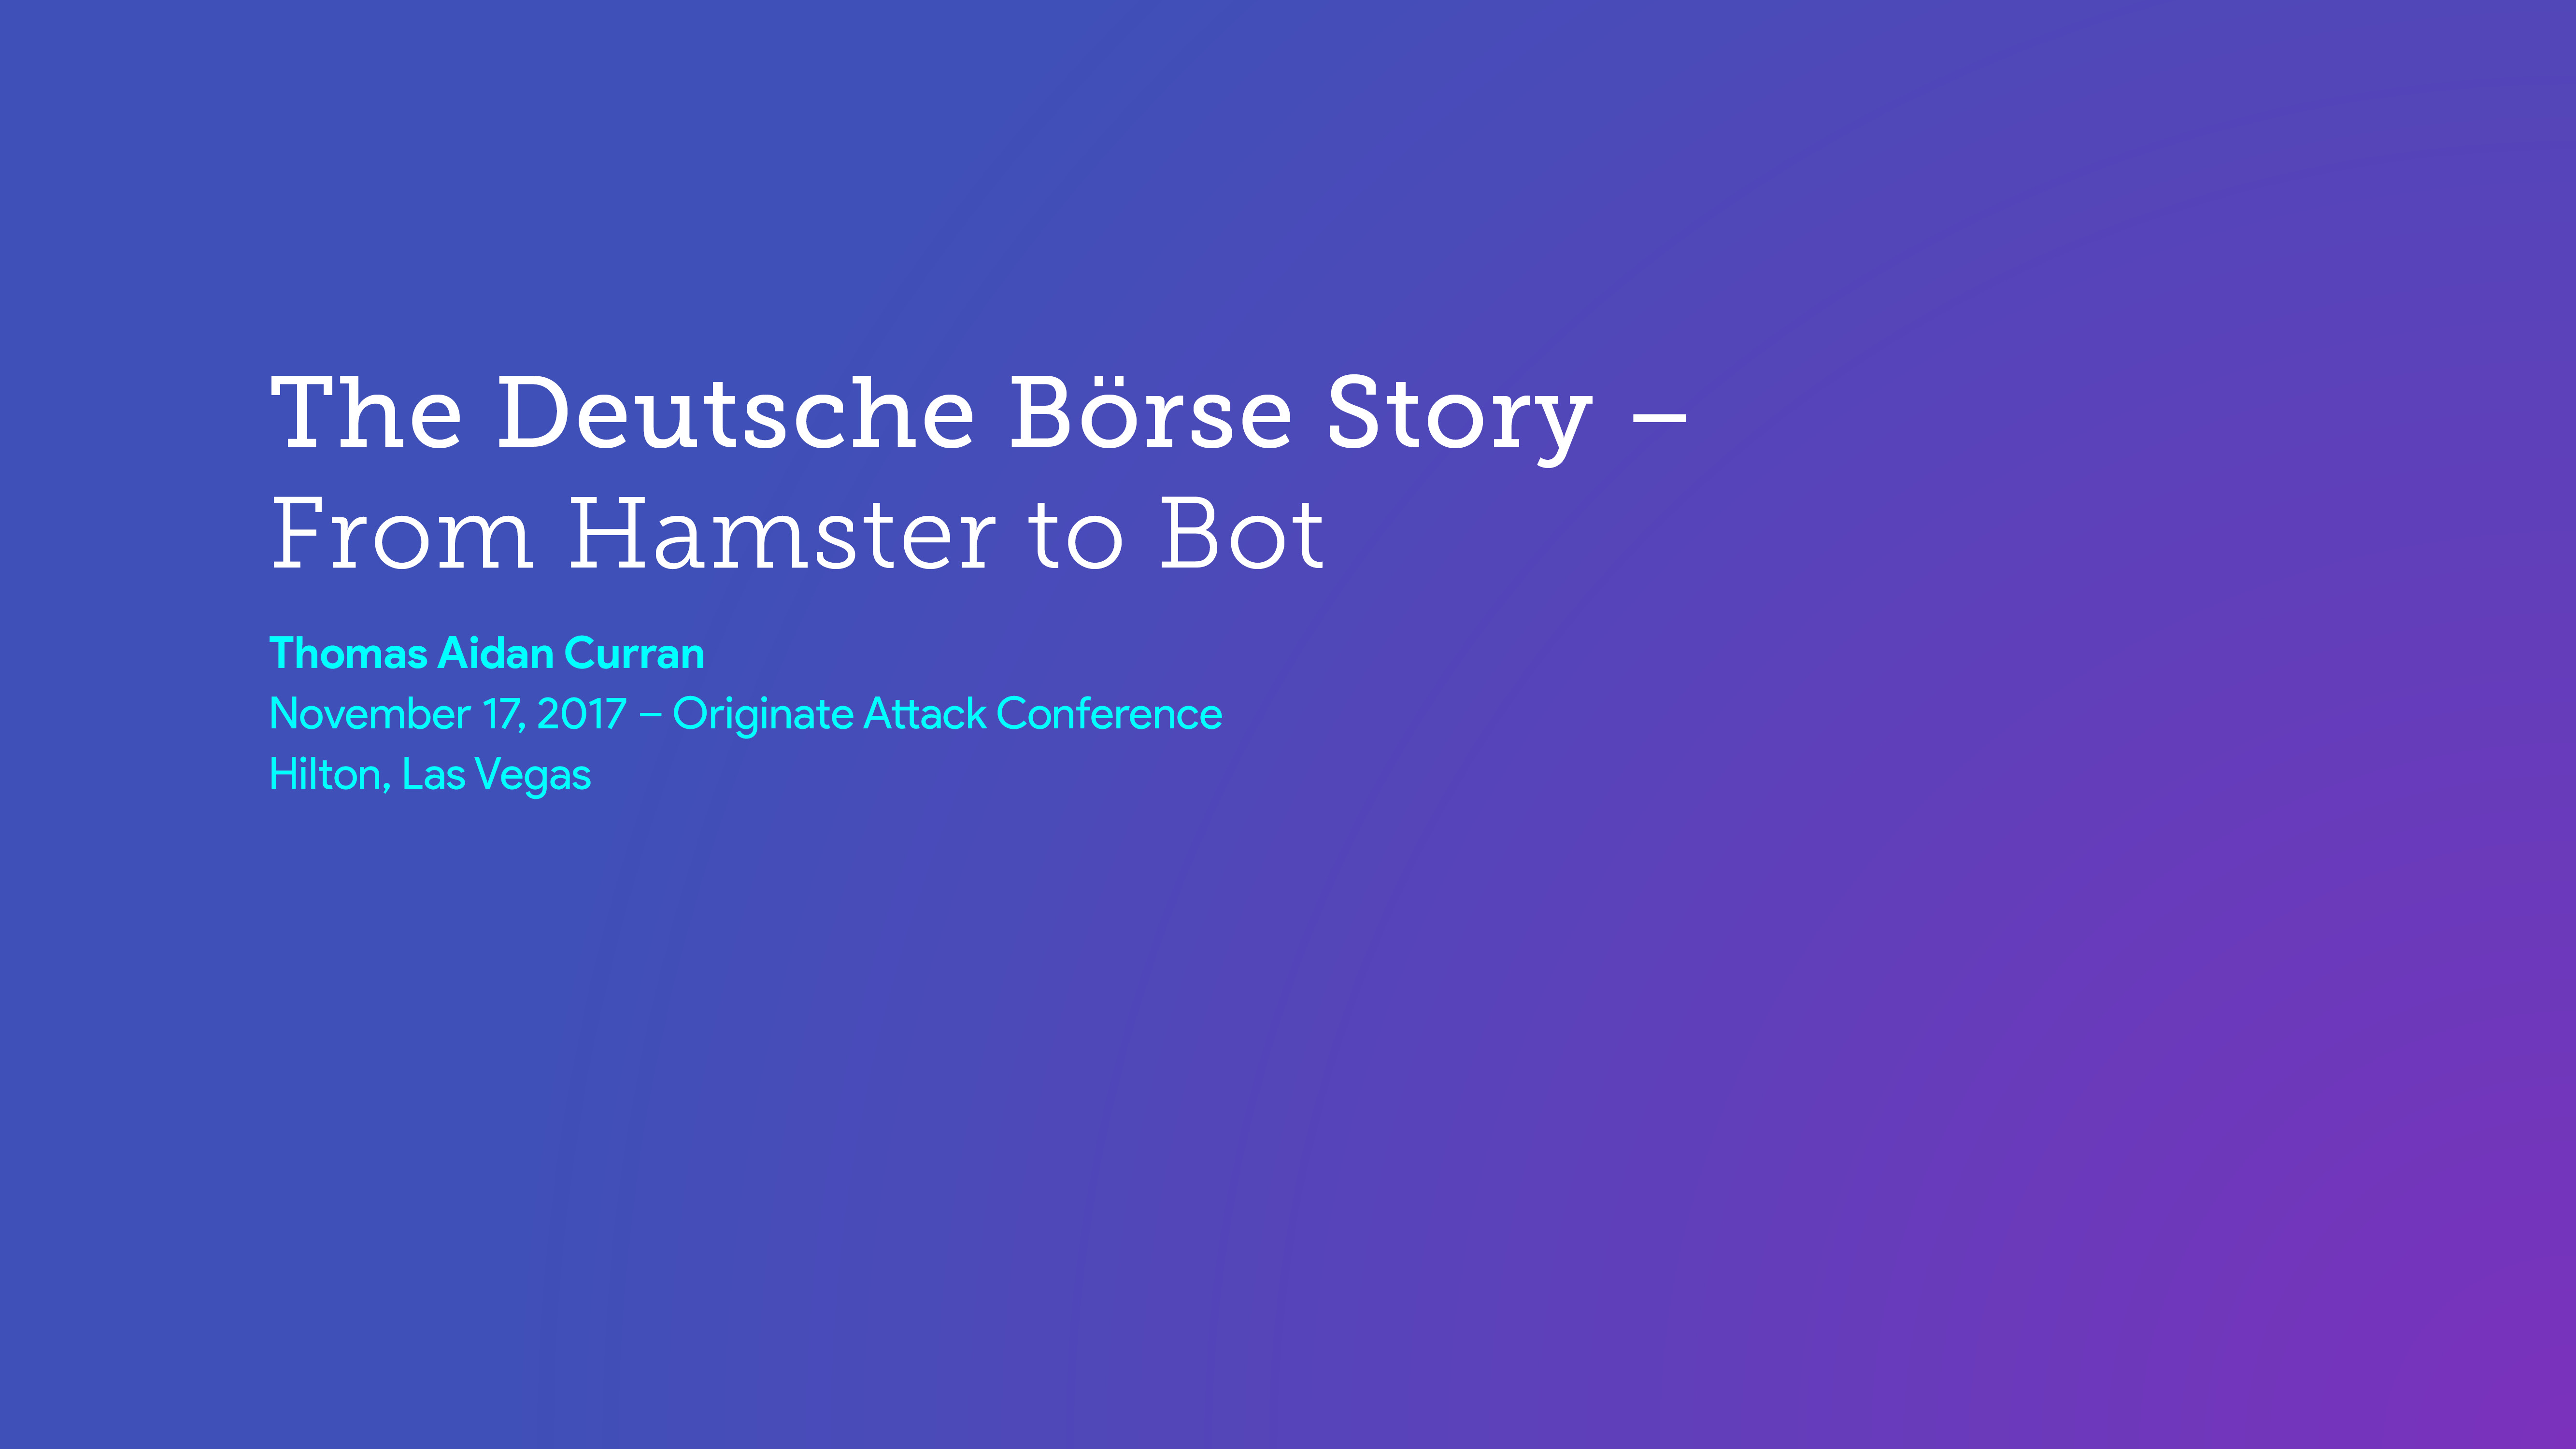 The Deutsche Börse Story –
From Hamster to Bot
Thomas Aidan Curran
November 17, 2017 – Originate Attack Conference
Hilton, Las Vegas